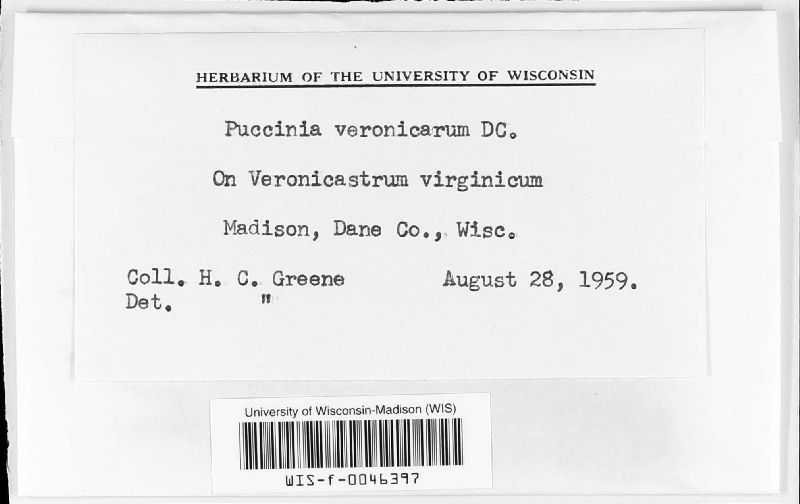 HERBARIUM OF THE UNIVERSITY OF WISCONSIN
Puccinia veronicarum DC.
On Veronicastrum virginicum
Madison, Dane Co., Wisc.
Coll. H. C. Greene August 28, 1959.
Det. "
University of Wisconsin-Madison (WIS)
WIS-f-0046397